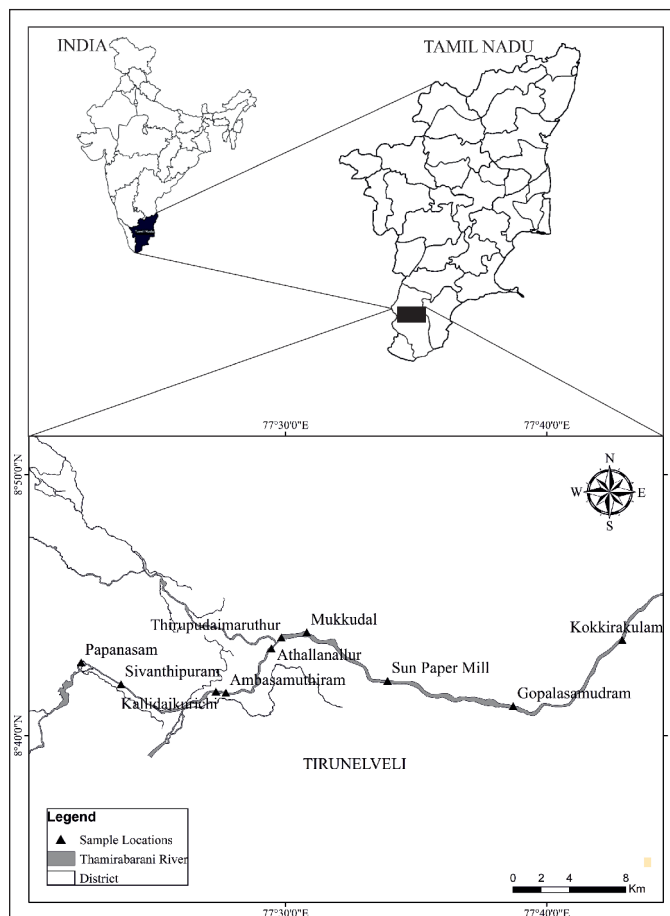 INDIA
TAMIL NADU
Tamil Nadu
77°30'0"E
77°40'0"E
8°50'0"N
N
W
E
S
Thirupudaimaruthur
Mukkudal
Kokkirakulam
Papanasam
Athallanallur
Sivanthipuram
Ambasamuthiram
Sun Paper Mill
Kallidaikurichi
Gopalasamudram
8°40'0"N
TIRUNELVELI
Legend
Sample Locations
Thamirabarani River
District
0 2 4 8
Km
77°30'0"E
77°40'0"E